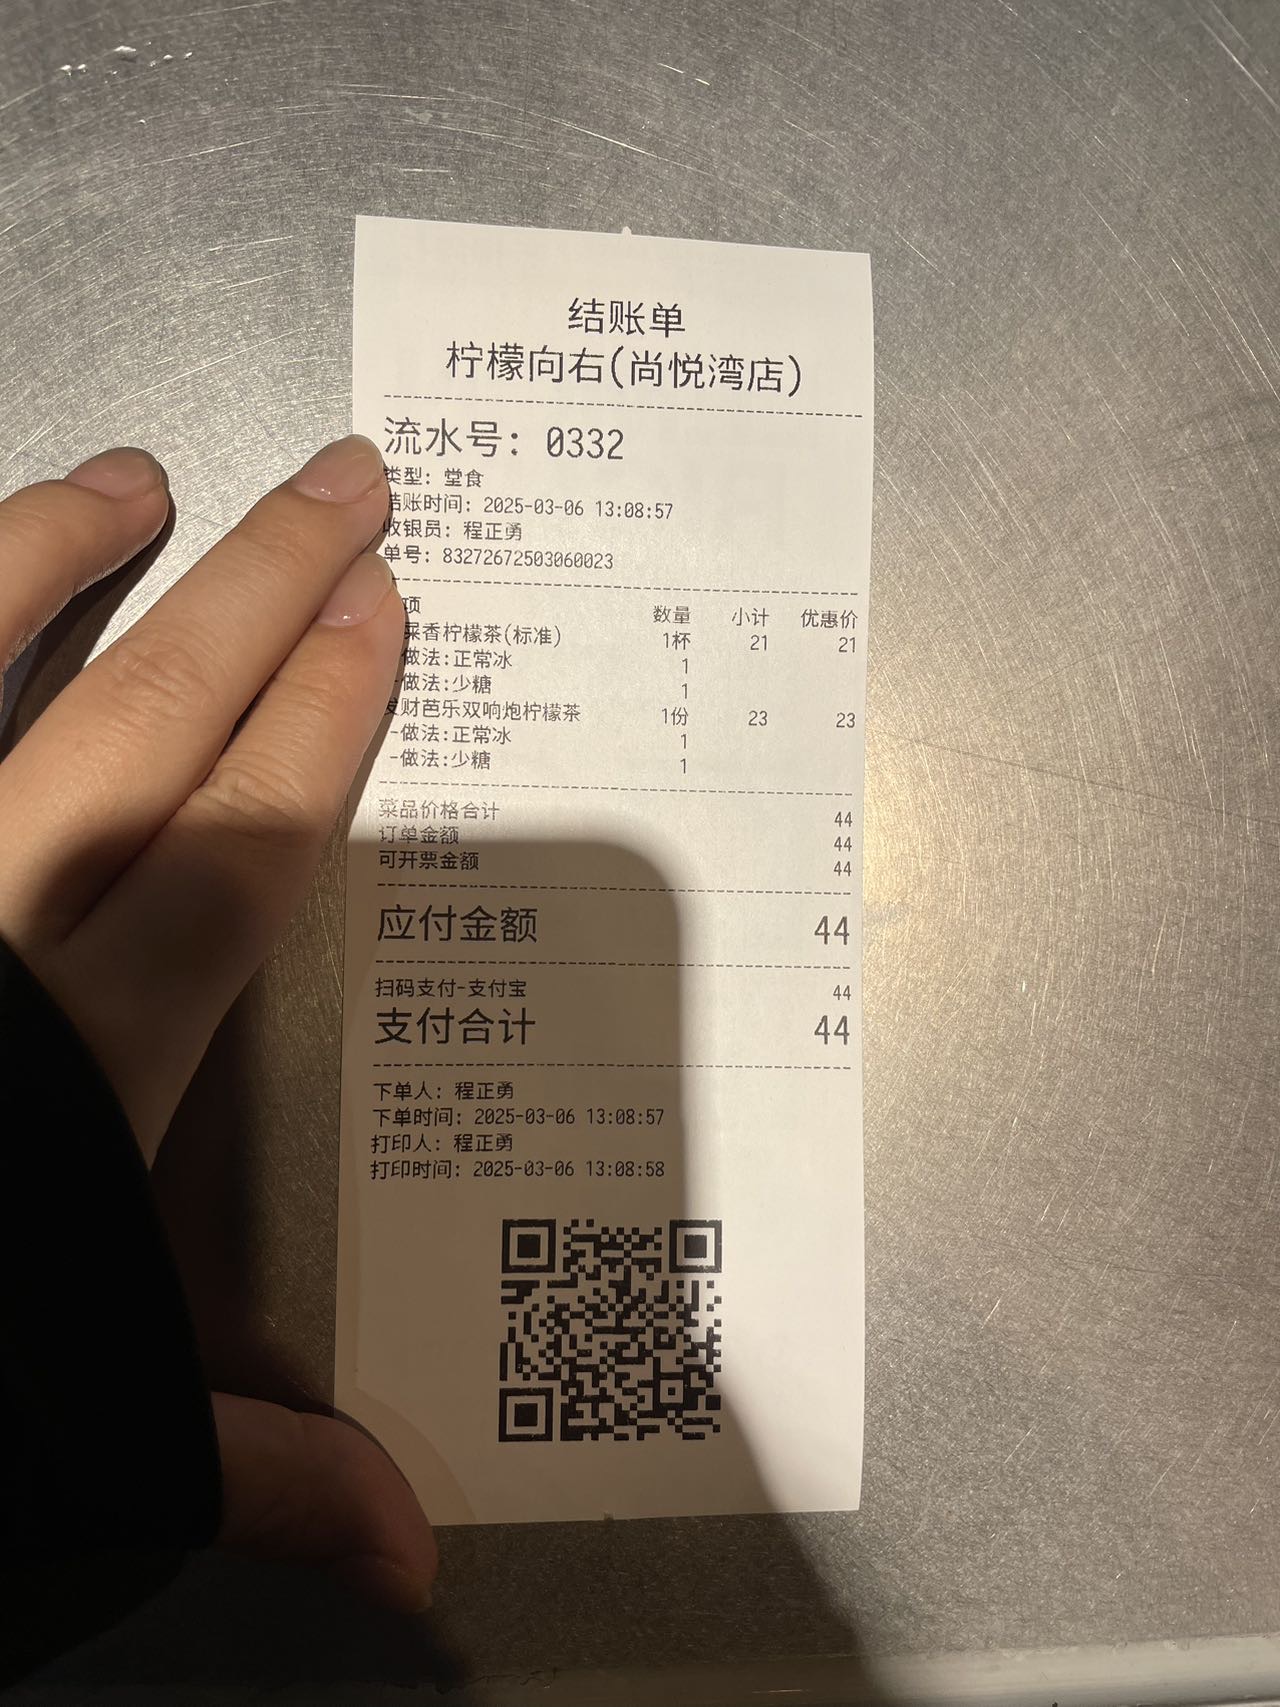 结账单
柠檬向右(尚悦湾店)
流水号: 0332
类型: 堂食
结账时间: 2025-03-06 13:08:57
收银员: 程正勇
单号: 83272672503060023
项 数量 小计 优惠价
屎香柠檬茶(标准) 1杯 21 21
-做法:正常冰 1
-做法:少糖 1
发财芭乐双响炮柠檬茶 1份 23 23
-做法:正常冰 1
-做法:少糖 1
菜品价格合计 44
订单金额 44
可开票金额 44
应付金额 44
扫码支付-支付宝 44
支付合计 44
下单人: 程正勇
下单时间: 2025-03-06 13:08:57
打印人: 程正勇
打印时间: 2025-03-06 13:08:58